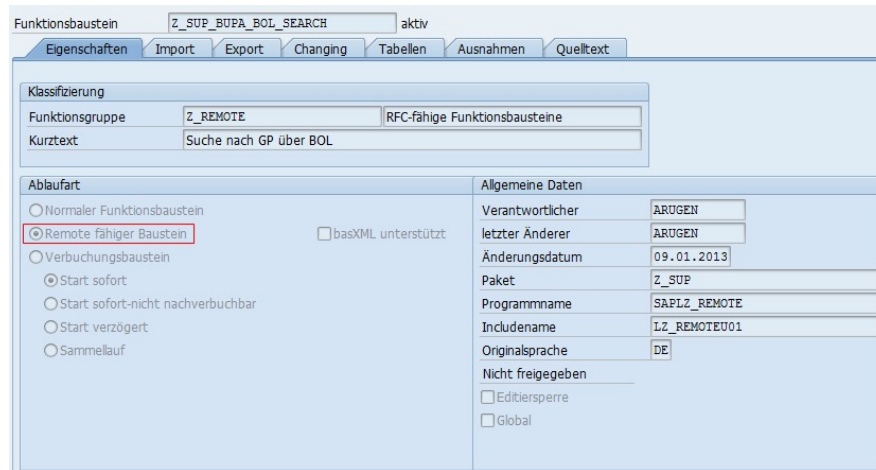 Funktionsbaustein Z_SUP_BUPA_BOL_SEARCH aktiv
Eigenschaften Import Export Changing Tabellen Ausnahmen Quelltext
Klassifizierung
Funktionsgruppe Z_REMOTE RFC-fähige Funktionsbausteine
Kurztext Suche nach GP über BOL
Ablaufart
Normaler Funktionsbaustein
Remote fähiger Baustein basXML unterstützt
Verbuchungsbaustein
Start sofort
Start sofort-nicht nachverbuchbar
Start verzögert
Sammellauf
Allgemeine Daten
Verantwortlicher ARUGEN
letzter Änderer ARUGEN
Änderungsdatum 09.01.2013
Paket Z_SUP
Programmname SAPLZ_REMOTE
Includename LZ_REMOTEU01
Originalsprache DE
Nicht freigegeben
Editiersperre
Global